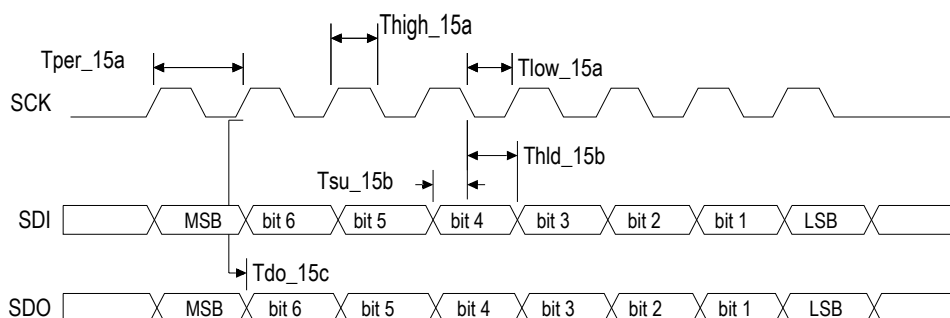 Thigh_15a
Tper_15a
Tlow_15a
SCK
Thld_15b
Tsu_15b
SDI MSB bit 6 bit 5 bit 4 bit 3 bit 2 bit 1 LSB
Tdo_15c
SDO MSB bit 6 bit 5 bit 4 bit 3 bit 2 bit 1 LSB